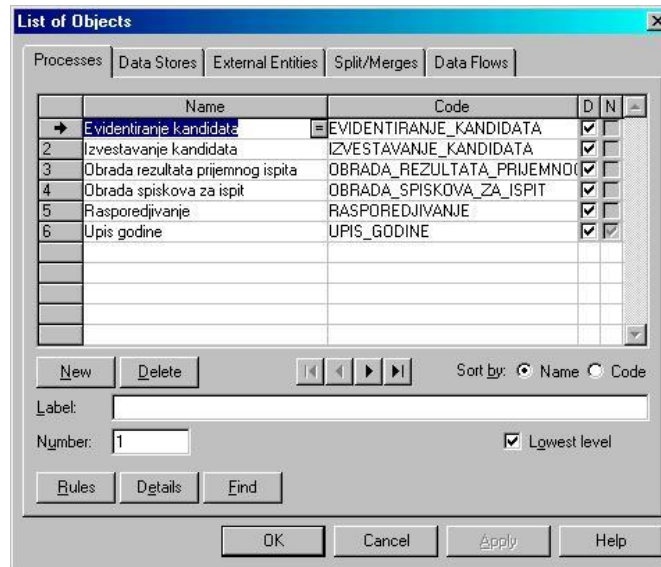 List of Objects
Processes Data Stores External Entities Split/Merges Data Flows
Name Code D N
Evidentiranje kandidata = EVIDENTIRANJE_KANDIDATA
2 Izvestavanje kandidata IZVESTAVANJE_KANDIDATA
3 Obrada rezultata prijemnog ispita OBRADA_REZULTATA_PRIJEMNO
4 Obrada spiskova za ispit OBRADA_SPISKOVA_ZA_ISPIT
5 Rasporedjivanje RASPOREDJIVANJE
6 Upis godine UPIS_GODINE
New Delete Sort by: Name Code
Label:
Number: 1 Lowest level
Rules Details Find
OK Cancel Apply Help